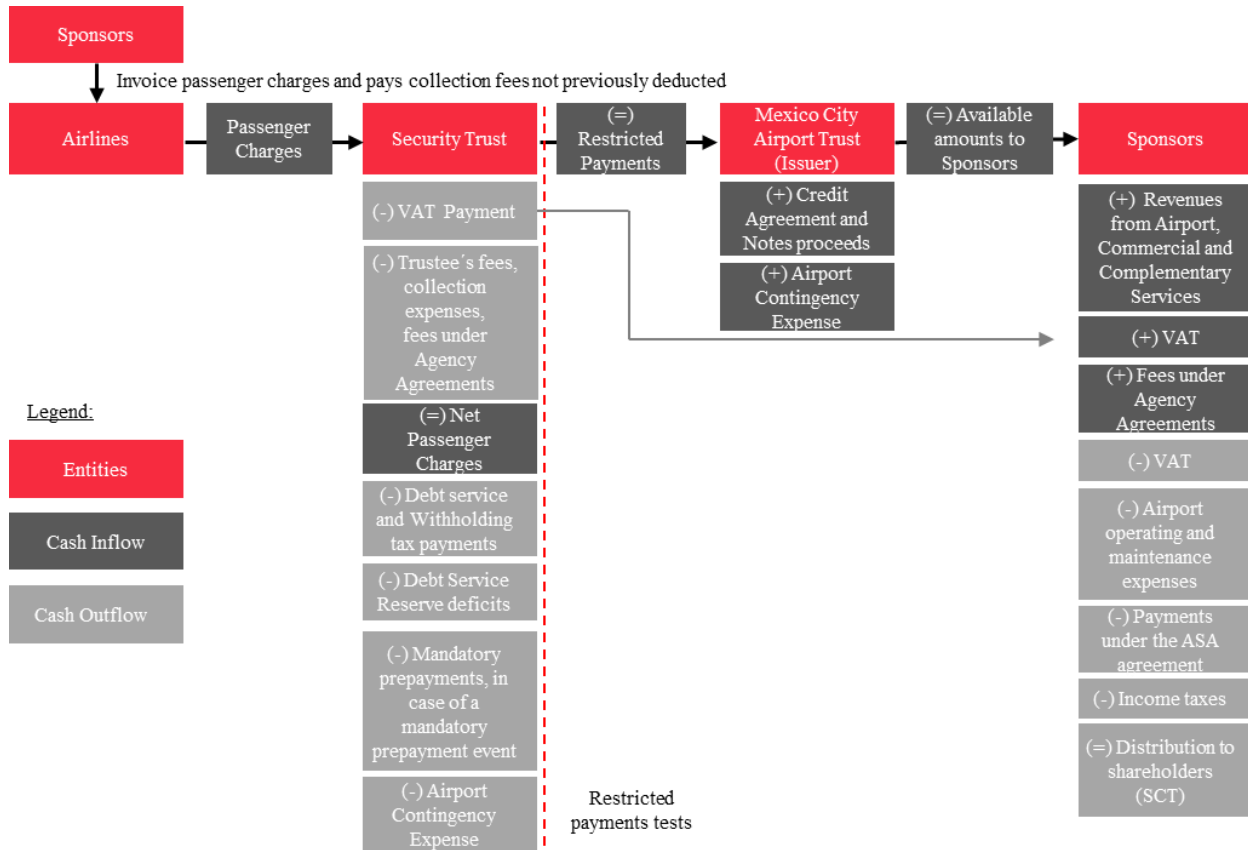 Sponsors
Invoice passenger charges and pays collection fees not previously deducted
Airlines
Passenger
Charges
Security Trust
(=)
Restricted
Payments
Mexico City
Airport Trust
(Issuer)
(=) Available
amounts to
Sponsors
Sponsors
(-) VAT Payment
(-) Trustee´s fees,
collection
expenses,
fees under
Agency
Agreements
(=) Net
Passenger
Charges
(-) Debt service
and Withholding
tax payments
(-) Debt Service
Reserve deficits
(-) Mandatory
prepayments, in
case of a
mandatory
prepayment event
(-) Airport
Contingency
Expense
(+) Credit
Agreement and
Notes proceeds
(+) Airport
Contingency
Expense
(+) Revenues
from Airport,
Commercial and
Complementary
Services
(+) VAT
(+) Fees under
Agency
Agreements
(-) VAT
(-) Airport
operating and
maintenance
expenses
(-) Payments
under the ASA
agreement
(-) Income taxes
(=) Distribution to
shareholders
(SCT)
Legend:
Entities
Cash Inflow
Cash Outflow
Restricted
payments tests